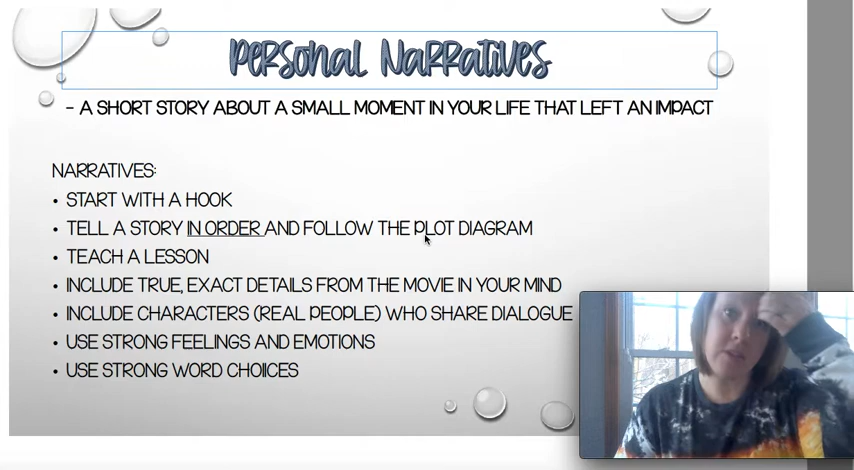 Personal Narratives
- A SHORT STORY ABOUT A SMALL MOMENT IN YOUR LIFE THAT LEFT AN IMPACT
NARRATIVES:
• START WITH A HOOK
• TELL A STORY IN ORDER AND FOLLOW THE PLOT DIAGRAM
• TEACH A LESSON
• INCLUDE TRUE, EXACT DETAILS FROM THE MOVIE IN YOUR MIND
• INCLUDE CHARACTERS (REAL PEOPLE) WHO SHARE DIALOGUE
• USE STRONG FEELINGS AND EMOTIONS
• USE STRONG WORD CHOIICES